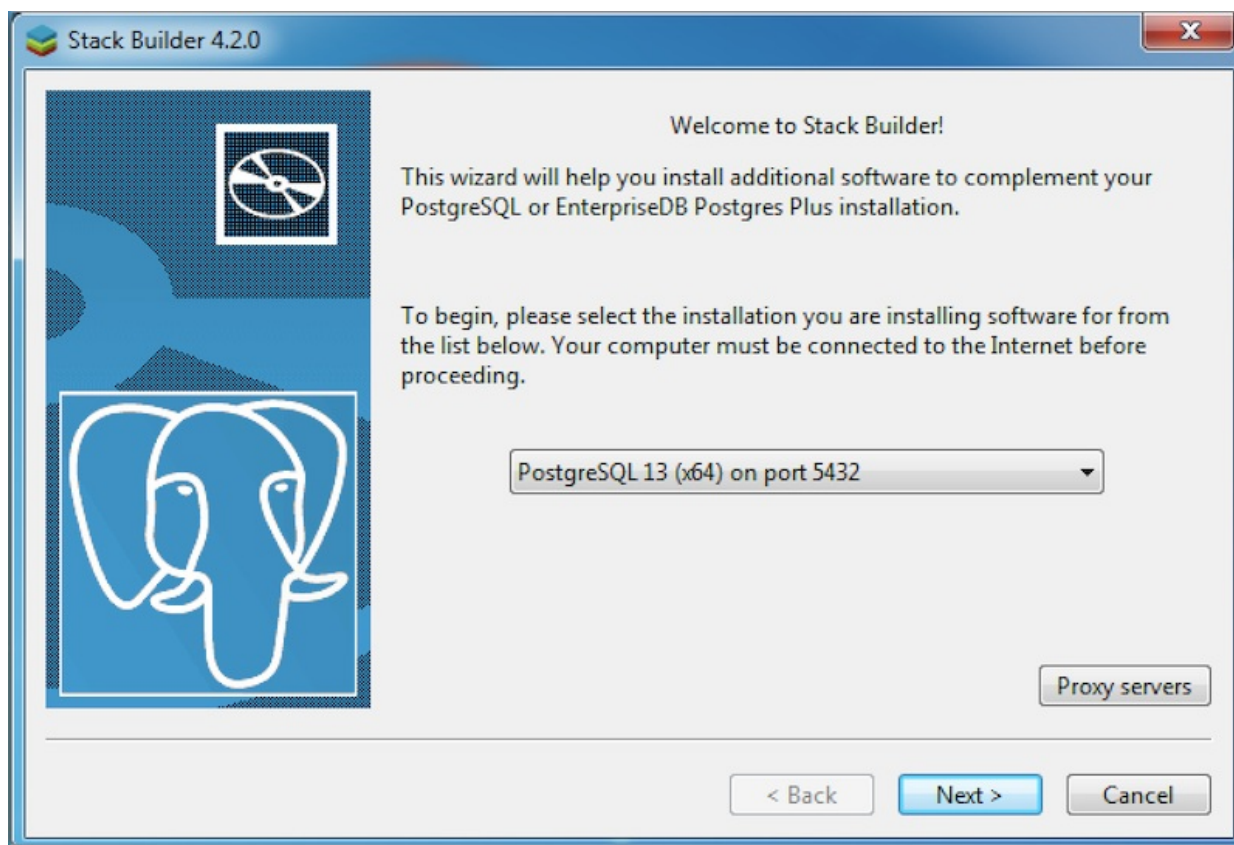 Stack Builder 4.2.0
Welcome to Stack Builder!
This wizard will help you install additional software to complement your
PostgreSQL or EnterpriseDB Postgres Plus installation.
To begin, please select the installation you are installing software for from
the list below. Your computer must be connected to the Internet before
proceeding.
PostgreSQL 13 (x64) on port 5432
Proxy servers
< Back
Next >
Cancel